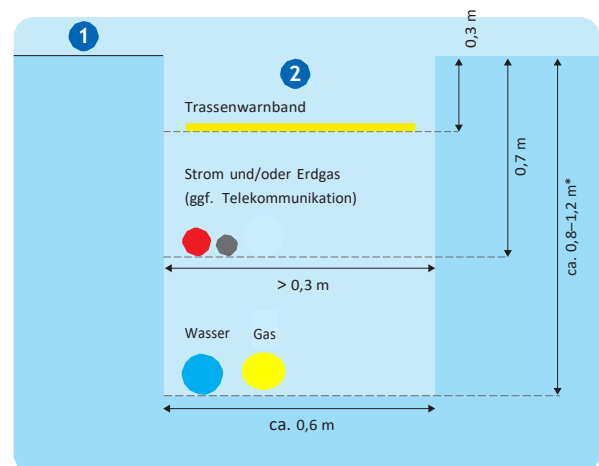 1
2
0,3 m
Trassenwarnband
0,7 m
Strom und/oder Erdgas
(ggf. Telekommunikation)
ca. 0,8–1,2 m*
> 0,3 m
Wasser
Gas
ca. 0,6 m